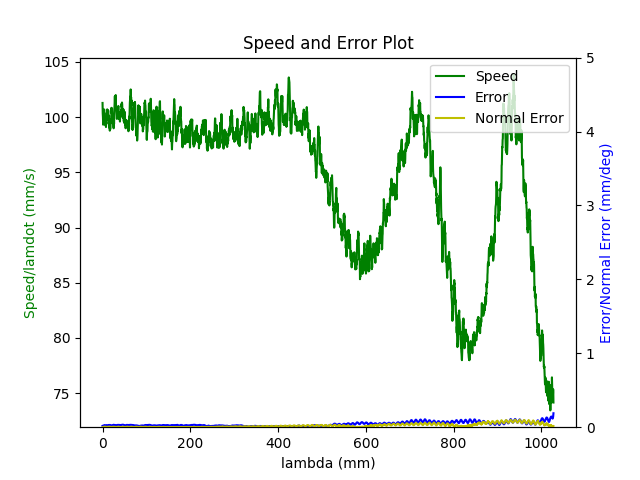 Speed and Error Plot
105
100
95
90
85
80
75
Speed/lamdot (mm/s)
5
4
3
2
1
0
Error/Normal Error (mm/deg)
Speed
Error
Normal Error
0 200 400 600 800 1000
lambda (mm)